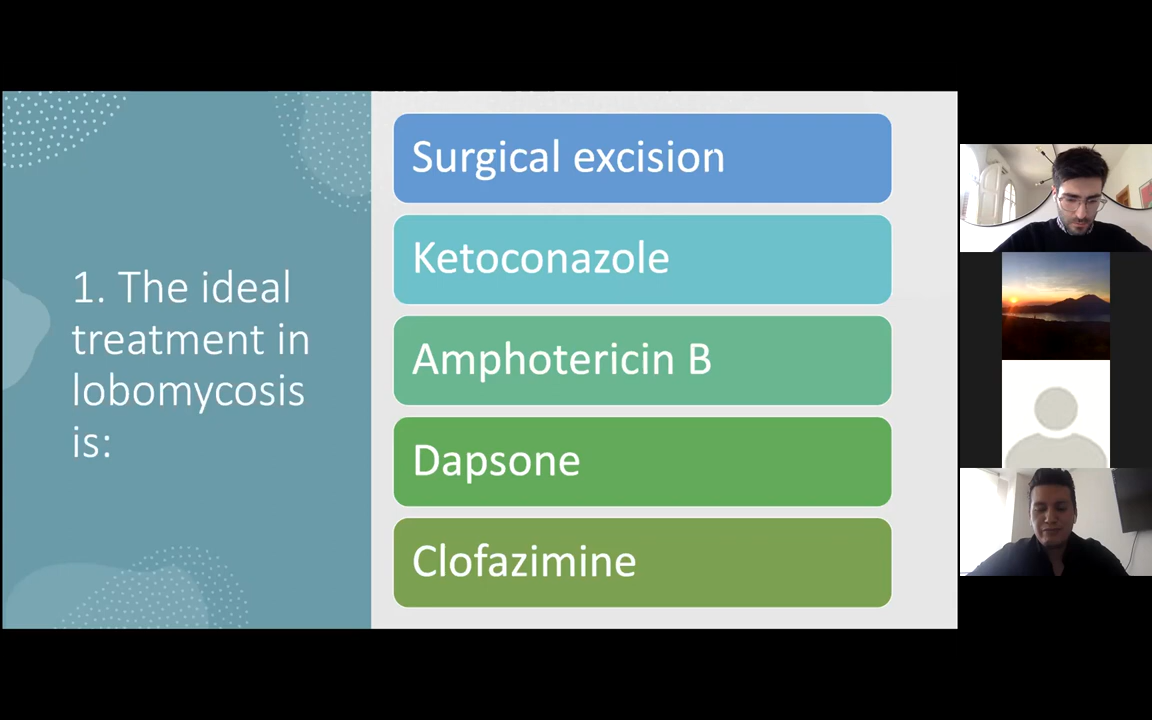 1. The ideal
treatment in
lobomycosis
is:
Surgical excision
Ketoconazole
Amphotericin B
Dapsone
Clofazimine